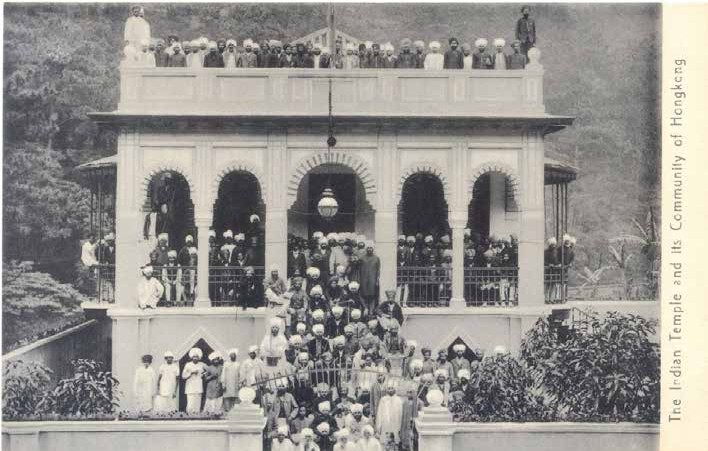 The Indian Temple and its Community of Hongkong